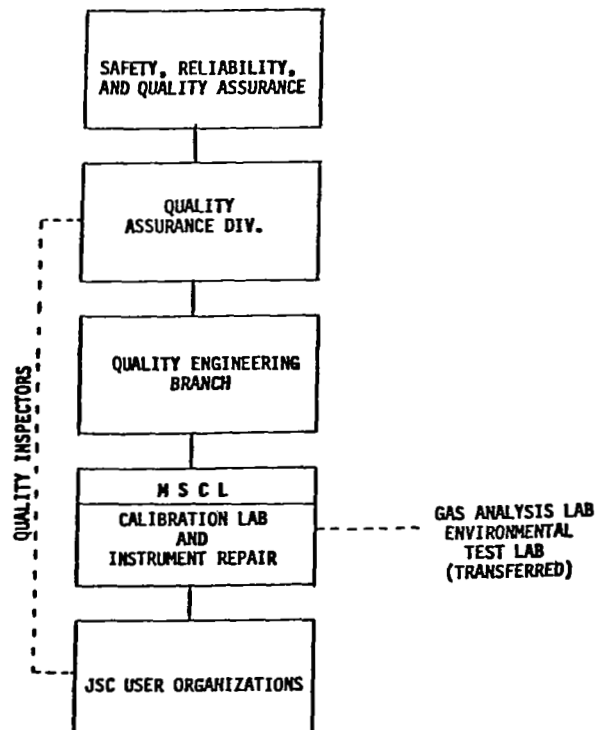 SAFETY, RELIABILITY,
AND QUALITY ASSURANCE
QUALITY
ASSURANCE DIV.
QUALITY INSPECTORS
QUALITY ENGINEERING
BRANCH
M S C L
CALIBRATION LAB
AND
INSTRUMENT REPAIR
GAS ANALYSIS LAB
ENVIRONMENTAL
TEST LAB
(TRANSFERRED)
JSC USER ORGANIZATIONS